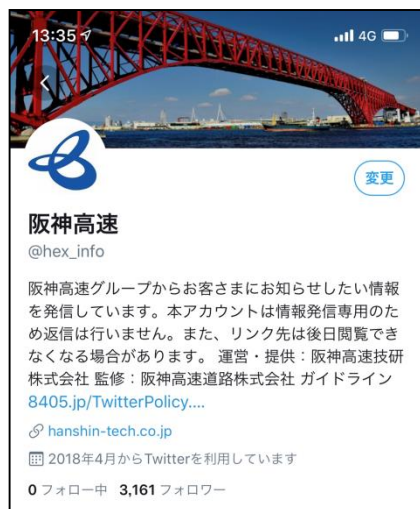 13:35 4G
変更
阪神高速
@hex_info
阪神高速グループからお客さまにお知らせしたい情報
を発信しています。本アカウントは情報発信専用のた
め返信は行いません。また、リンク先は後日閲覧でき
なくなる場合があります。 運営・提供：阪神高速技研
株式会社 監修：阪神高速道路株式会社 ガイドライン
8405.jp/TwitterPolicy....
hanshin-tech.co.jp
2018年4月からTwitterを利用しています
0 フォロー中 3,161 フォロワー